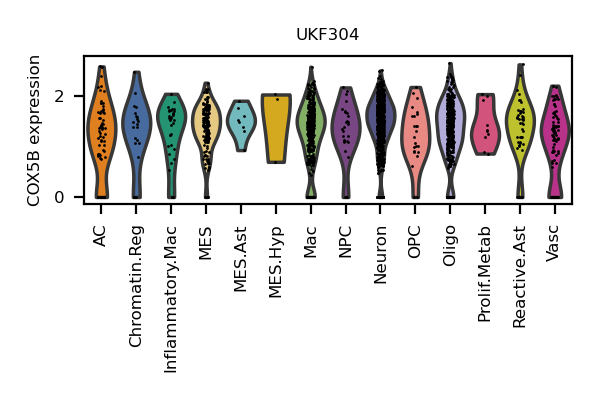 UKF304
COX5B expression
2
0
AC
Chromatin.Reg
Inflammatory.Mac
MES
MES.Ast
MES.Hyp
Mac
NPC
Neuron
OPC
Oligo
Prolif.Metab
Reactive.Ast
Vasc